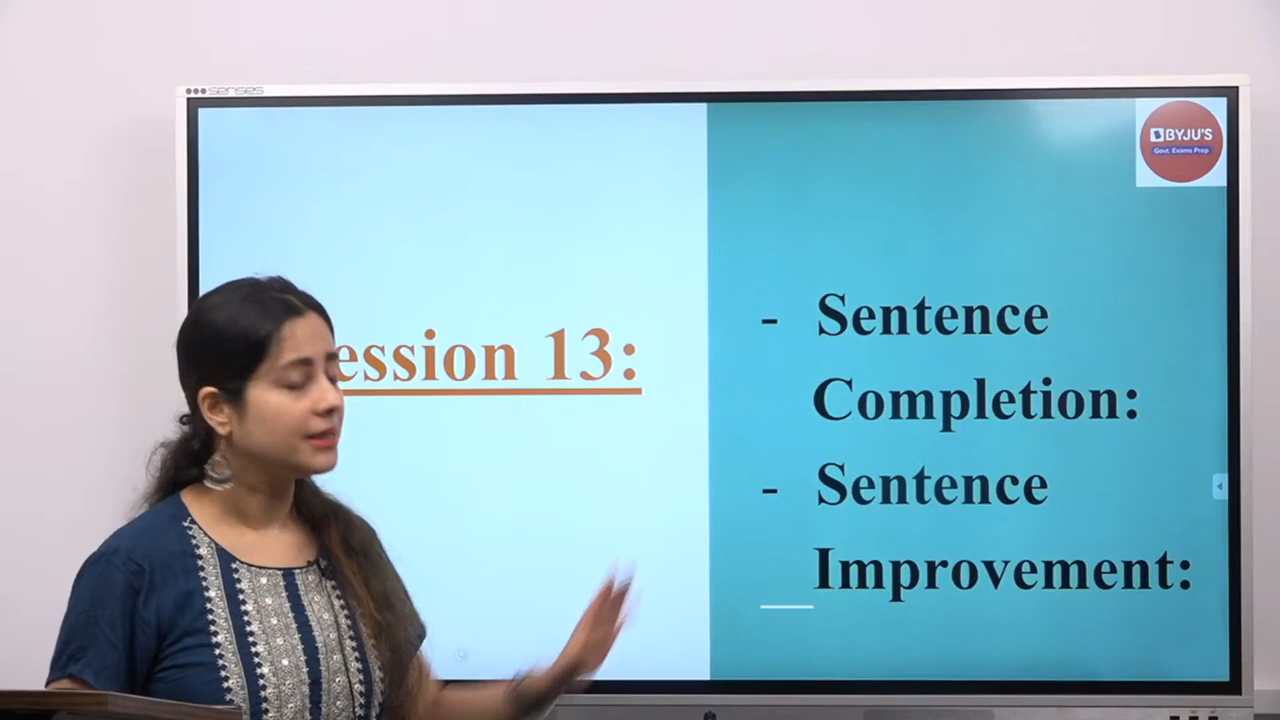 senses
BYJU'S
Govt. Exams Prep
ession 13:
- Sentence
Completion:
- Sentence
Improvement: